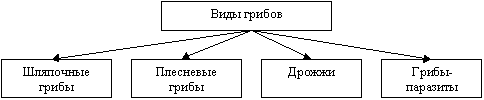 Виды грибов
Шляпочные
грибы
Плесневые
грибы
Дрожжи
Грибы-
паразиты